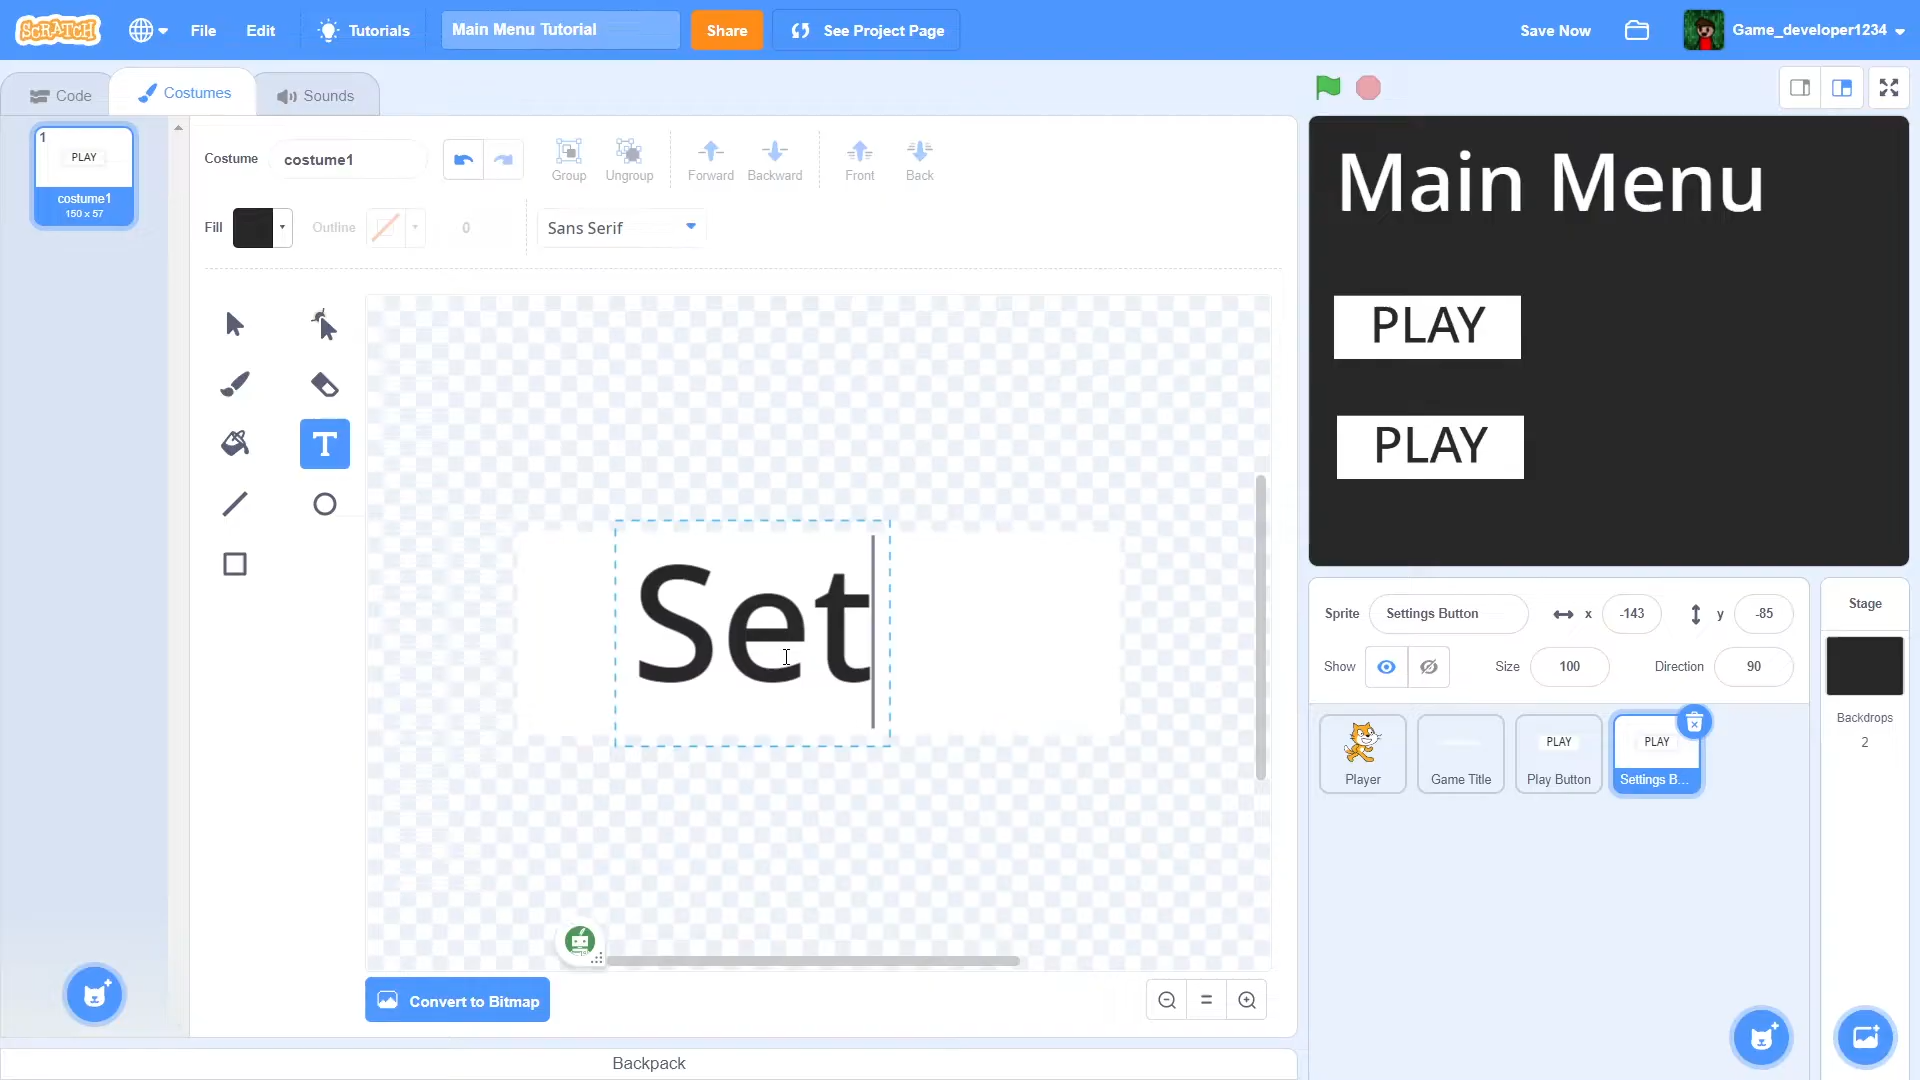 SCRATCH
File
Edit
Tutorials
Main Menu Tutorial
Share
See Project Page
Save Now
Game_developer1234
Code
Costumes
Sounds
1
PLAY
costume1
150 x 57
Costume
costume1
Group
Ungroup
Forward
Backward
Front
Back
Fill
Outline
0
Sans Serif
T
Set
Convert to Bitmap
Backpack
Main Menu
PLAY
PLAY
Sprite
Settings Button
x
-143
y
-85
Show
Size
100
Direction
90
Player
Game Title
PLAY
Play Button
PLAY
Settings B...
Stage
Backdrops
2